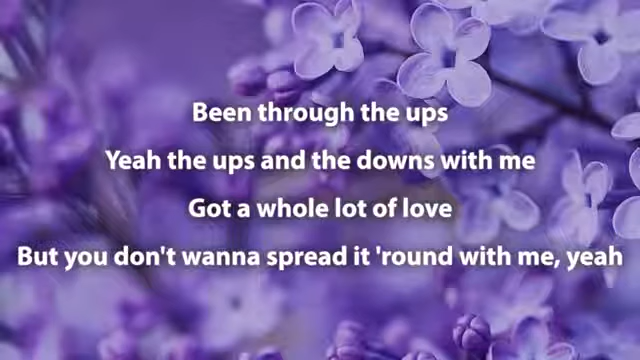 Been through the ups
Yeah the ups and the downs with me
Got a whole lot of love
But you don't wanna spread it 'round with me, yeah